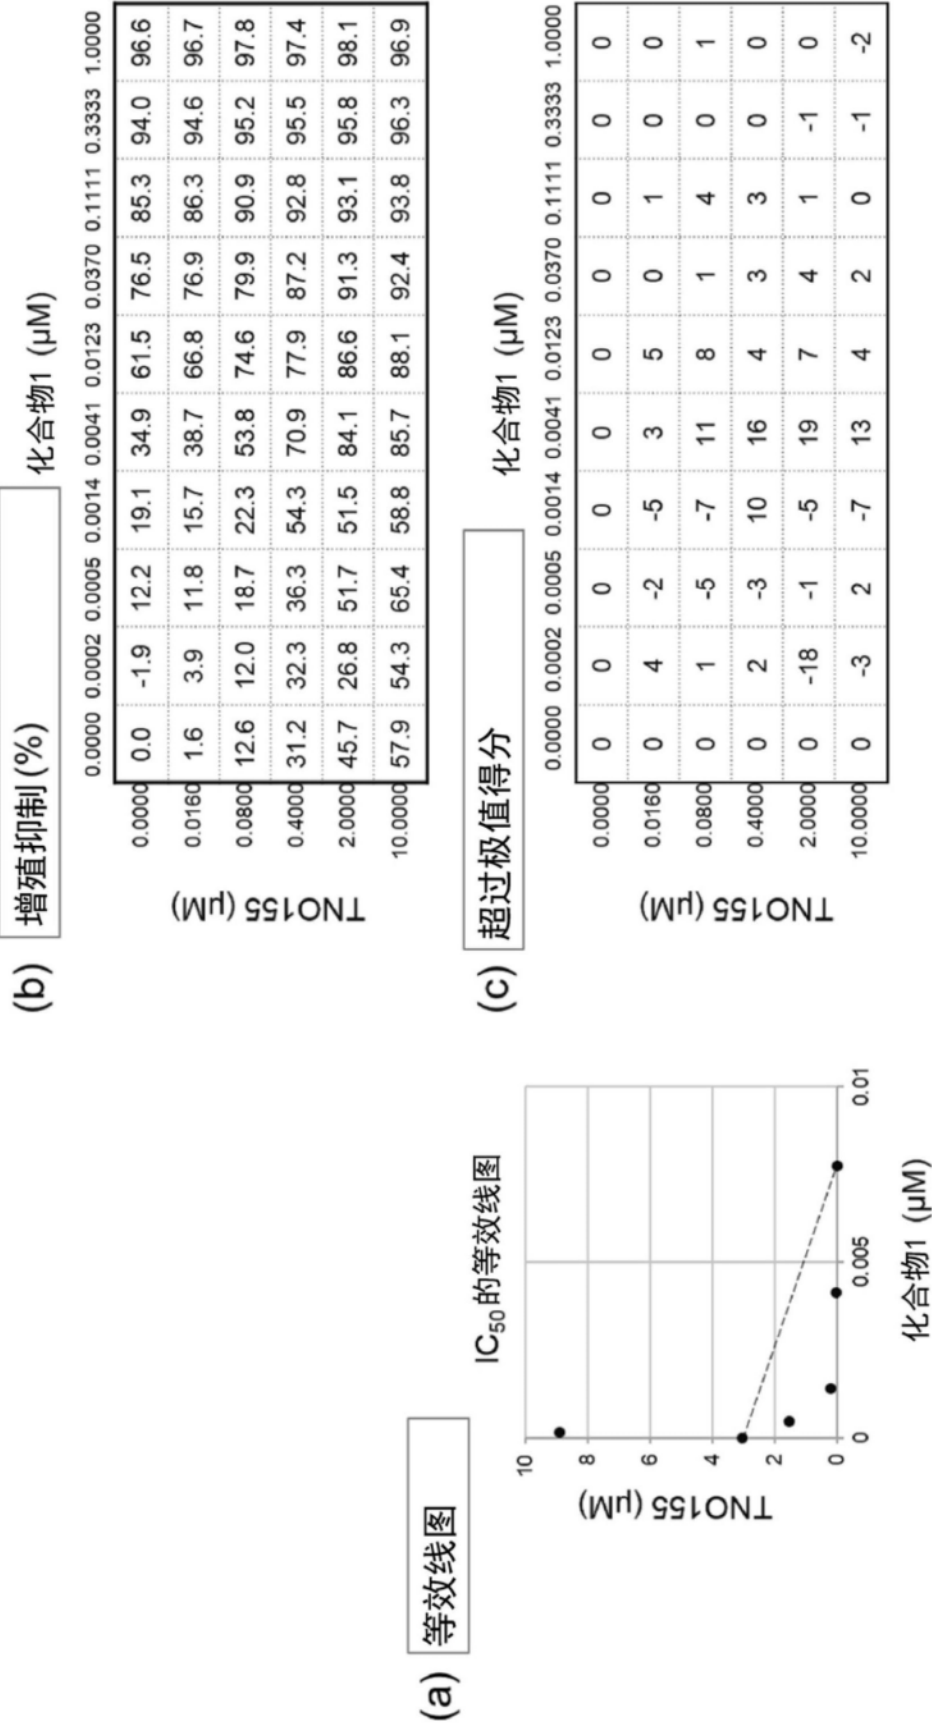 (a) 等效线图
IC50的等效线图
TNO155 (μM)
10
8
6
4
2
0
0 0.005 0.01
化合物1 (μM)
(b) 增殖抑制 (%)
化合物1 (μM)
0.0000 0.0002 0.0005 0.0014 0.0041 0.0123 0.0370 0.1111 0.3333 1.0000
TNO155 (μM)
0.0000 0.0 -1.9 12.2 19.1 34.9 61.5 76.5 85.3 94.0 96.6
0.0160 1.6 3.9 11.8 15.7 38.7 66.8 76.9 86.3 94.6 96.7
0.0800 12.6 12.0 18.7 22.3 53.8 74.6 79.9 90.9 95.2 97.8
0.4000 31.2 32.3 36.3 54.3 70.9 77.9 87.2 92.8 95.5 97.4
2.0000 45.7 26.8 51.7 51.5 84.1 86.6 91.3 93.1 95.8 98.1
10.0000 57.9 54.3 65.4 58.8 85.7 88.1 92.4 93.8 96.3 96.9
(c) 超过极值得分
化合物1 (μM)
0.0000 0.0002 0.0005 0.0014 0.0041 0.0123 0.0370 0.1111 0.3333 1.0000
TNO155 (μM)
0.0000 0 0 0 0 0 0 0 0 0 0
0.0160 0 4 -2 -5 3 5 0 1 0 0
0.0800 0 1 -5 -7 11 8 1 4 0 1
0.4000 0 2 -3 10 16 4 3 3 0 0
2.0000 0 -18 -1 -5 19 7 4 1 -1 0
10.0000 0 -3 2 -7 13 4 2 0 -1 -2